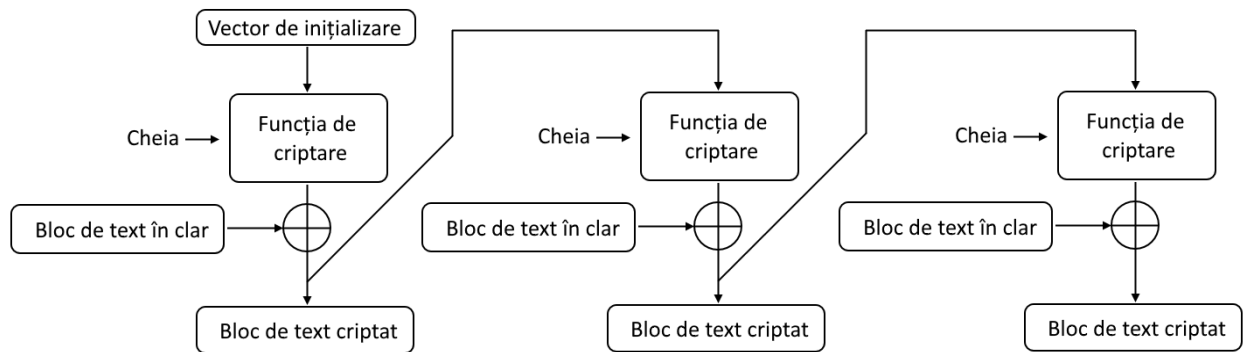 Vector de inițializare
Cheia
Funcția de
criptare
Cheia
Funcția de
criptare
Cheia
Funcția de
criptare
Bloc de text în clar
Bloc de text în clar
Bloc de text în clar
Bloc de text criptat
Bloc de text criptat
Bloc de text criptat